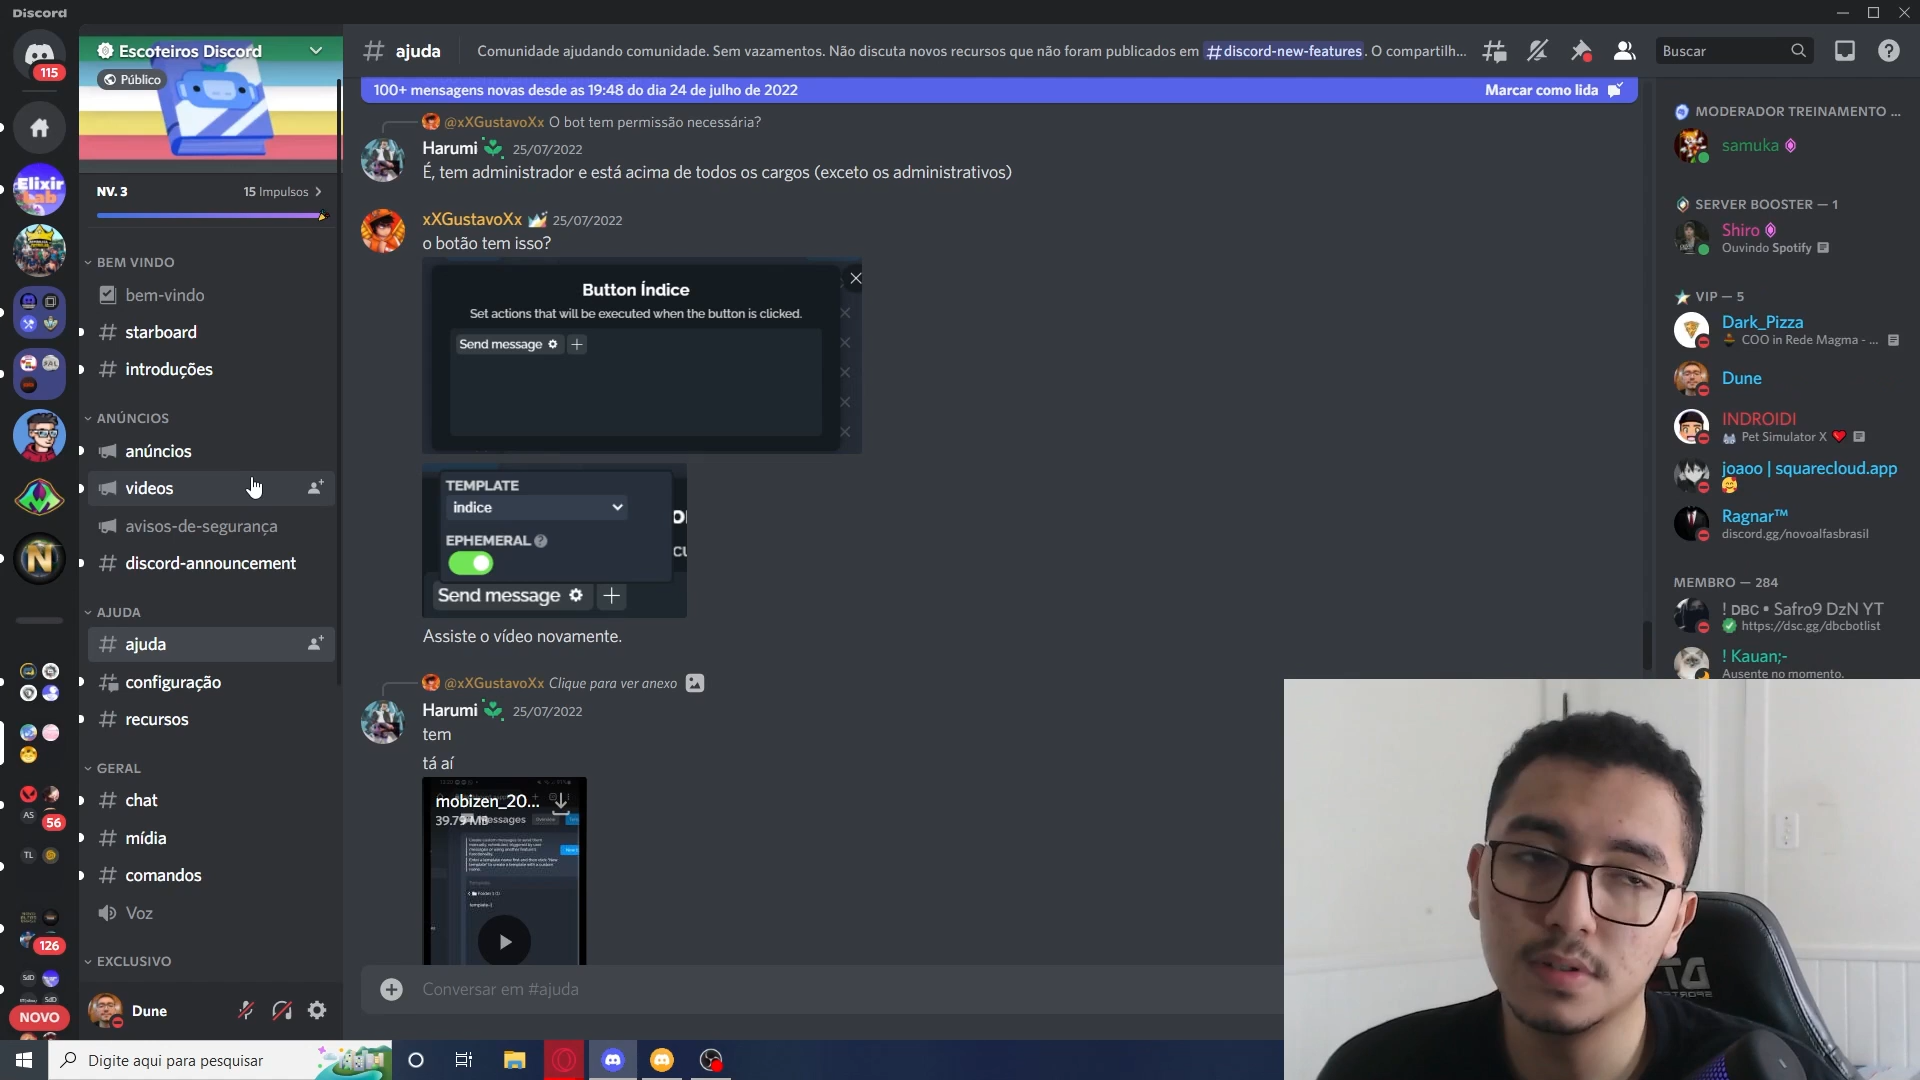 Discord
115
Elixir
Lab
N
AS
56
TL
126
SdD
SdD
NOVO
Escoteiros Discord
Público
NV. 3
15 Impulsos
BEM VINDO
bem-vindo
starboard
introduções
ANÚNCIOS
anúncios
videos
avisos-de-segurança
discord-announcement
AJUDA
ajuda
configuração
recursos
GERAL
chat
mídia
comandos
Voz
EXCLUSIVO
Dune
ajuda
Comunidade ajudando comunidade. Sem vazamentos. Não discuta novos recursos que não foram publicados em #discord-new-features. O compartilh...
Buscar
100+ mensagens novas desde as 19:48 do dia 24 de julho de 2022
Marcar como lida
@xXGustavoXx O bot tem permissão necessária?
Harumi 25/07/2022
É, tem administrador e está acima de todos os cargos (exceto os administrativos)
xXGustavoXx 25/07/2022
o botão tem isso?
Button Índice
Set actions that will be executed when the button is clicked.
Send message
TEMPLATE
indice
EPHEMERAL
Send message
Assiste o vídeo novamente.
@xXGustavoXx Clique para ver anexo
Harumi 25/07/2022
tem
tá aí
mobizen_20...
39.79 MB
Conversar em #ajuda
MODERADOR TREINAMENTO ...
samuka
SERVER BOOSTER — 1
Shiro
Ouvindo Spotify
VIP — 5
Dark_Pizza
COO in Rede Magma - ...
Dune
INDROIDI
Pet Simulator X
joaoo | squarecloud.app
Ragnar™
discord.gg/novoalfasbrasil
MEMBRO — 284
! DBC • Safro9 DzN YT
https://dsc.gg/dbcbotlist
! Kauan;-
Ausente no momento.
Digite aqui para pesquisar